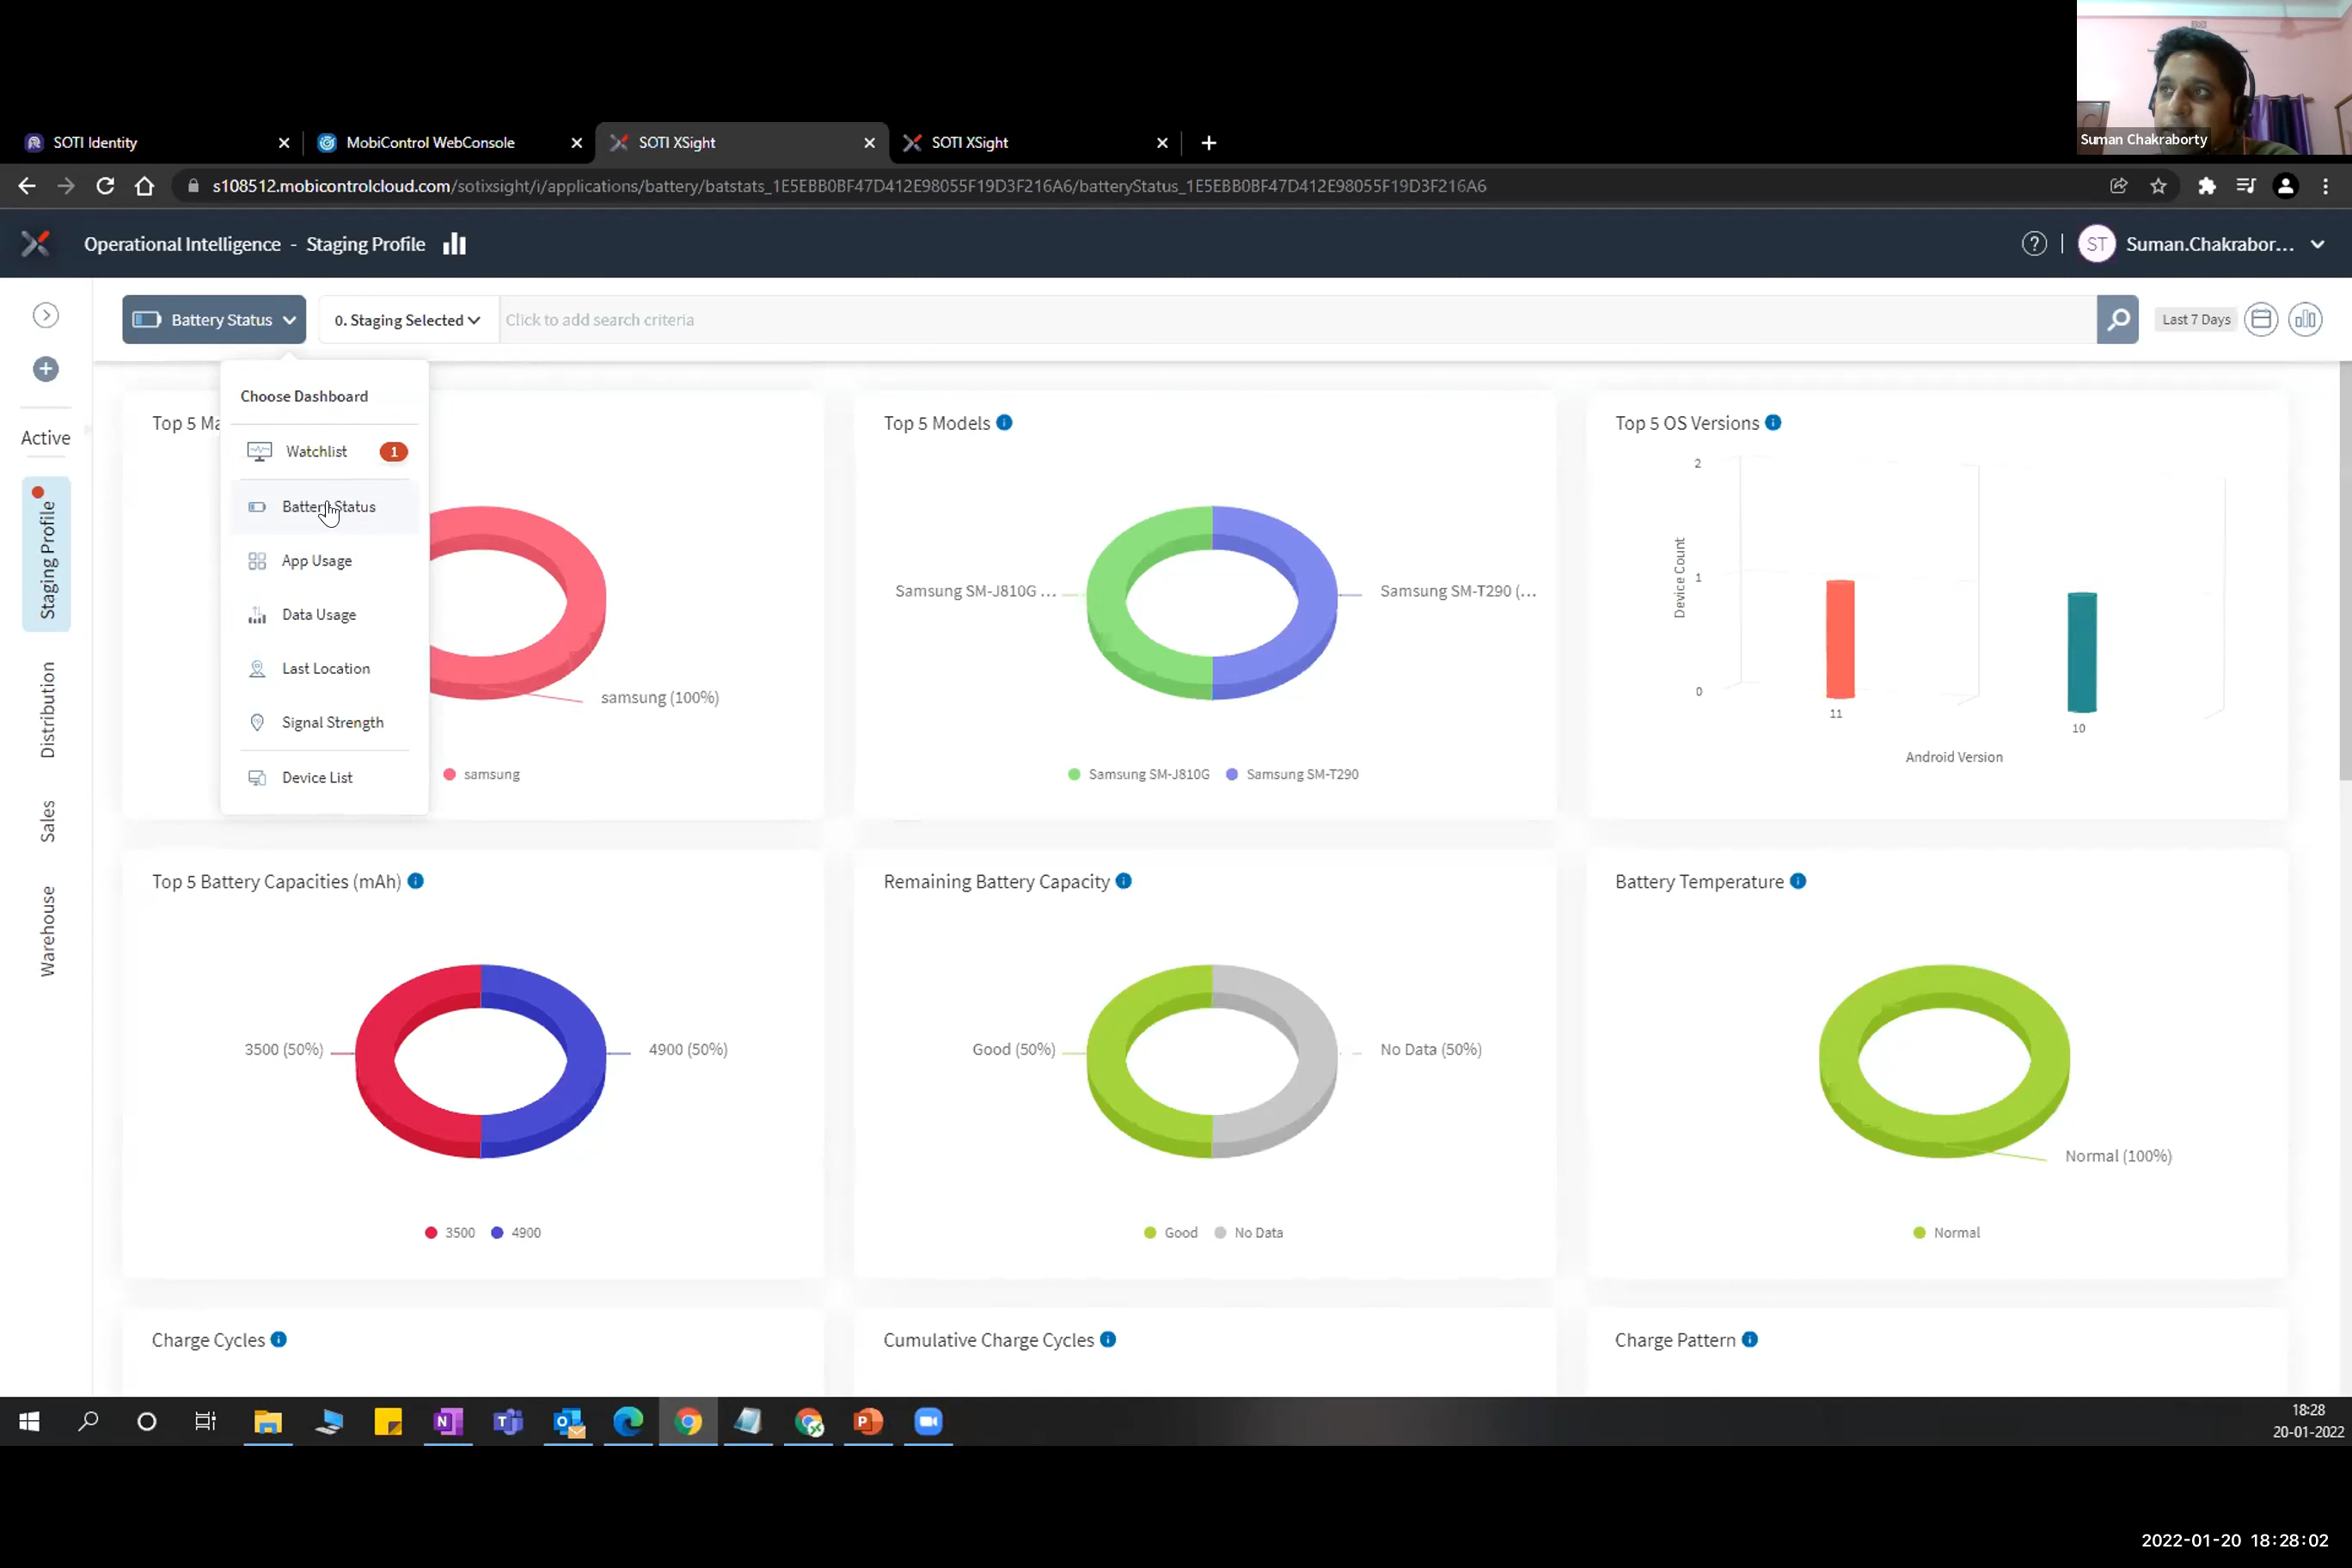 Suman Chakraborty
SOTI Identity
MobiControl WebConsole
SOTI XSight
SOTI XSight
s108512.mobicontrolcloud.com/sotixsight/i/applications/battery/batstats_1E5EBB0BF47D412E98055F19D3F216A6/batteryStatus_1E5EBB0BF47D412E98055F19D3F216A6
Operational Intelligence - Staging Profile
ST
Suman.Chakrabor...
Battery Status
0. Staging Selected
Click to add search criteria
Last 7 Days
Active
Staging Profile
Distribution
Sales
Warehouse
Choose Dashboard
Watchlist 1
Battery Status
App Usage
Data Usage
Last Location
Signal Strength
Device List
Top 5 Ma
samsung (100%)
samsung
Top 5 Models
Samsung SM-J810G ...
Samsung SM-T290 (...
Samsung SM-J810G Samsung SM-T290
Top 5 OS Versions
Device Count
2
1
0
11
10
Android Version
Top 5 Battery Capacities (mAh)
3500 (50%)
4900 (50%)
3500 4900
Remaining Battery Capacity
Good (50%)
No Data (50%)
Good No Data
Battery Temperature
Normal (100%)
Normal
Charge Cycles
Cumulative Charge Cycles
Charge Pattern
18:28
20-01-2022
2022-01-20 18:28:02